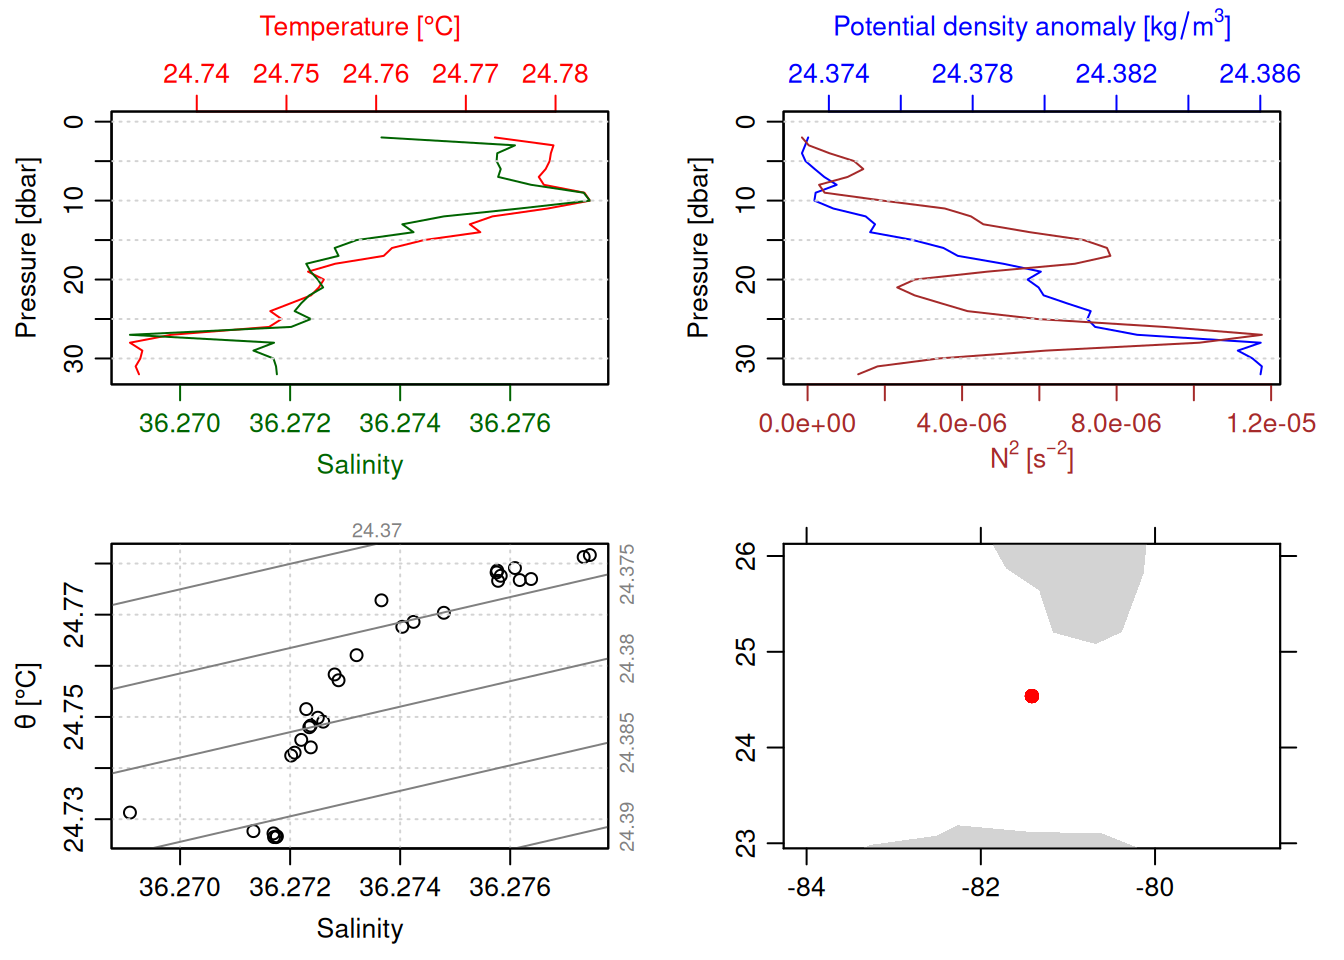 Temperature [°C]
24.74 24.75 24.76 24.77 24.78
Pressure [dbar]
0
10
20
30
36.270 36.272 36.274 36.276
Salinity
Potential density anomaly [kg/m³]
24.374 24.378 24.382 24.386
Pressure [dbar]
0
10
20
30
0.0e+00 4.0e-06 8.0e-06 1.2e-05
N² [s⁻²]
24.37
24.375
24.38
24.385
24.39
θ [°C]
24.77
24.75
24.73
36.270 36.272 36.274 36.276
Salinity
26
25
24
23
-84 -82 -80